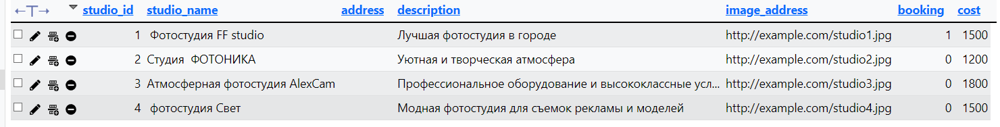 studio_id studio_name address description image_address booking cost
1 Фотостудия FF studio Лучшая фотостудия в городе http://example.com/studio1.jpg 1 1500
2 Студия ФОТОНИКА Уютная и творческая атмосфера http://example.com/studio2.jpg 0 1200
3 Атмосферная фотостудия AlexCam Профессиональное оборудование и высококлассные усл... http://example.com/studio3.jpg 0 1800
4 фотостудия Свет Модная фотостудия для съемок рекламы и моделей http://example.com/studio4.jpg 0 1500